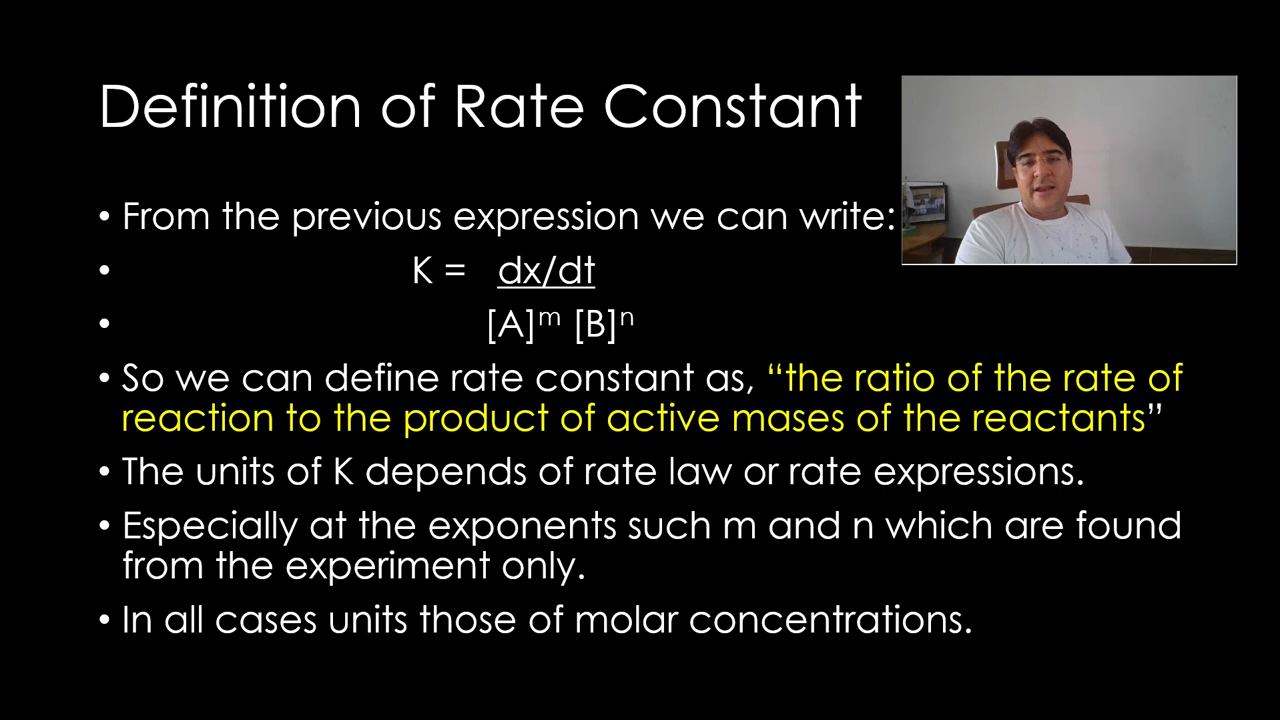 Definition of Rate Constant
• From the previous expression we can write:
• K = dx/dt
• [A]ᵐ [B]ⁿ
• So we can define rate constant as, “the ratio of the rate of
reaction to the product of active mases of the reactants”
• The units of K depends of rate law or rate expressions.
• Especially at the exponents such m and n which are found
from the experiment only.
• In all cases units those of molar concentrations.